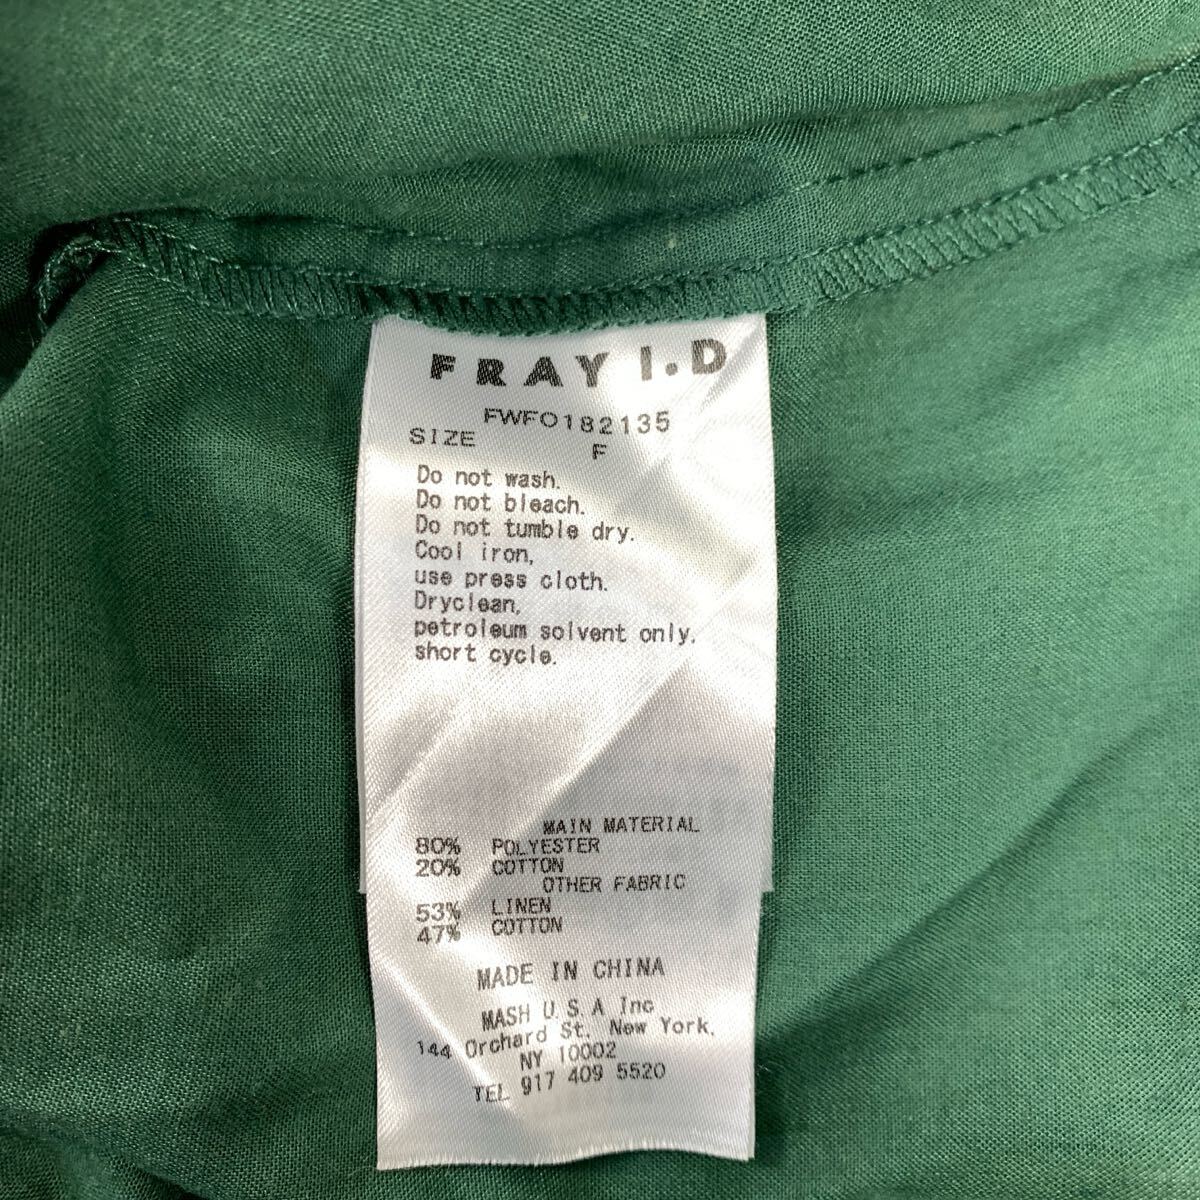 FRAY I.D
FWFO182135
SIZE F
Do not wash.
Do not bleach.
Do not tumble dry.
Cool iron,
use press cloth.
Dryclean,
petroleum solvent only.
short cycle.
MAIN MATERIAL
80% POLYESTER
20% COTTON
OTHER FABRIC
53% LINEN
47% COTTON
MADE IN CHINA
MASH U.S.A Inc
144 Orchard St. New York.
NY 10002
TEL 917 409 5520